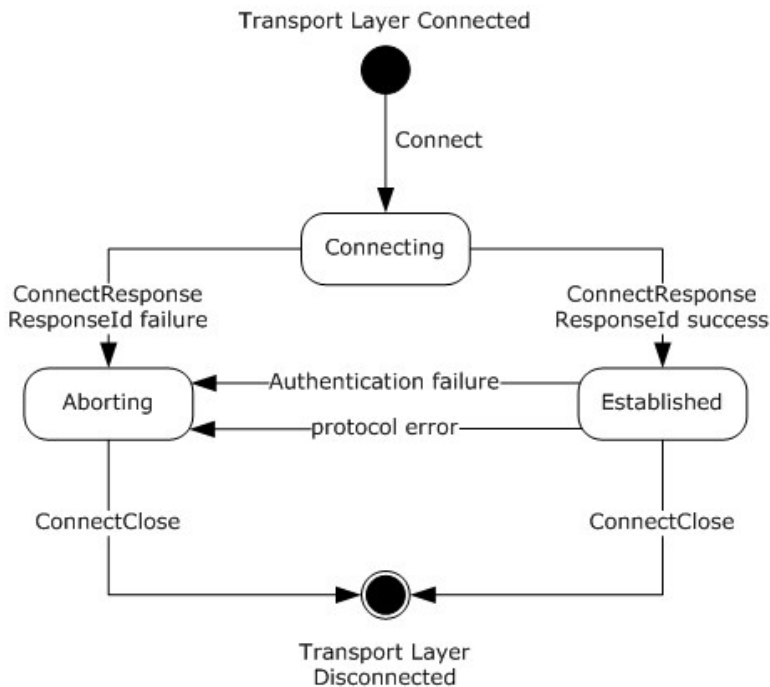 Transport Layer Connected
Connect
Connecting
ConnectResponse
ResponseId failure
ConnectResponse
ResponseId success
Aborting
Authentication failure
protocol error
Established
ConnectClose
ConnectClose
Transport Layer
Disconnected